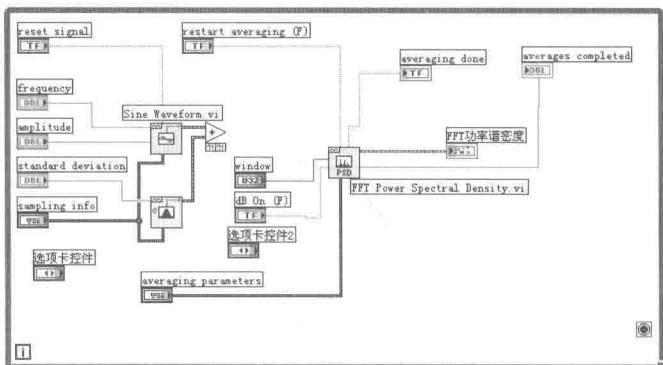 reset signal
TF
restart averaging (F)
TF
averaging done
TF
averages completed
DBL
frequency
DBL
Sine Waveform.vi
amplitude
DBL
FFT功率谱密度
standard deviation
DBL
window
U32
PSD
FFT Power Spectral Density.vi
sampling info
dB On (F)
TF
选项卡控件2
选项卡控件
averaging parameters
i